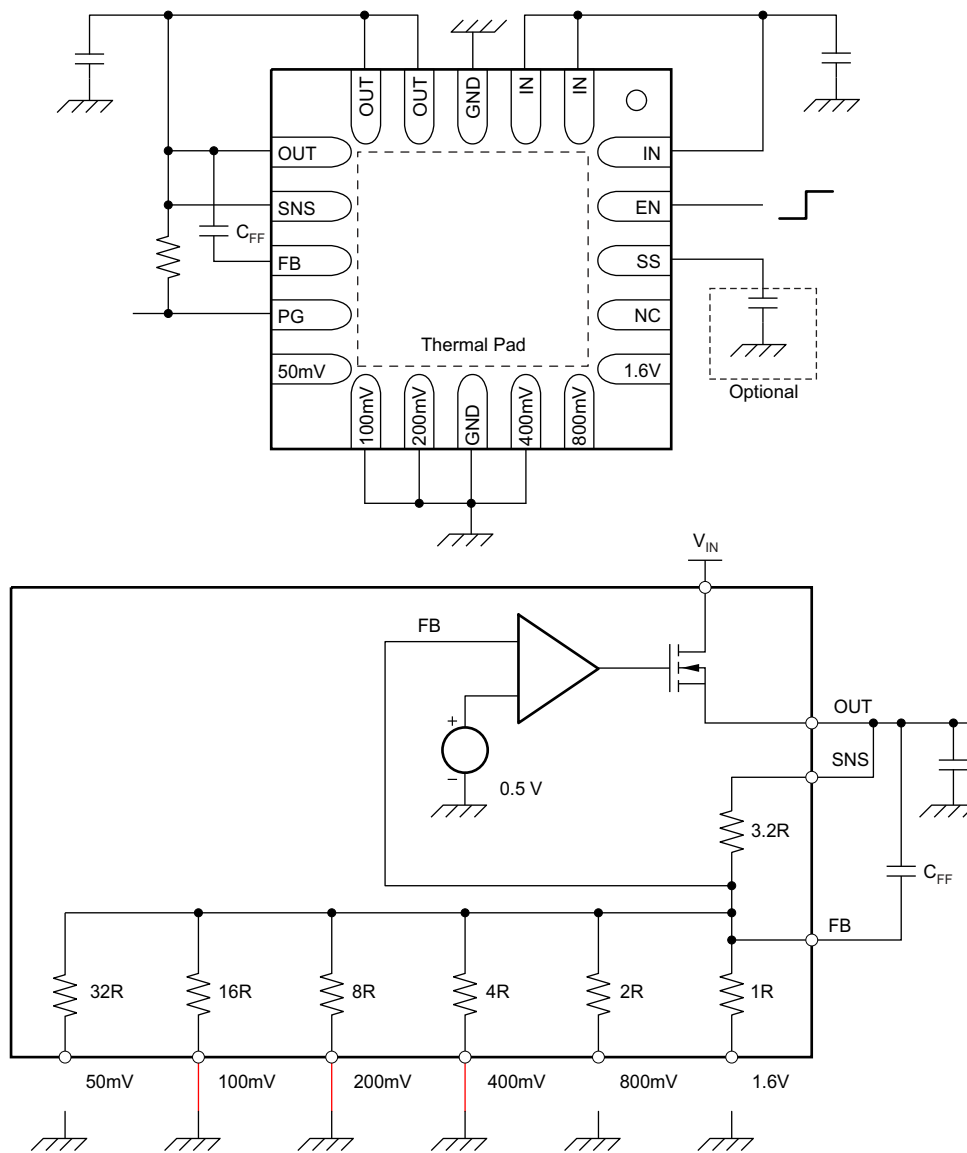 OUT
OUT
GND
IN
IN
OUT
IN
SNS
EN
CFF
FB
SS
PG
NC
Thermal Pad
50mV
1.6V
100mV
200mV
GND
400mV
800mV
Optional
VIN
FB
OUT
+
SNS
−
0.5 V
3.2R
CFF
FB
32R
16R
8R
4R
2R
1R
50mV
100mV
200mV
400mV
800mV
1.6V